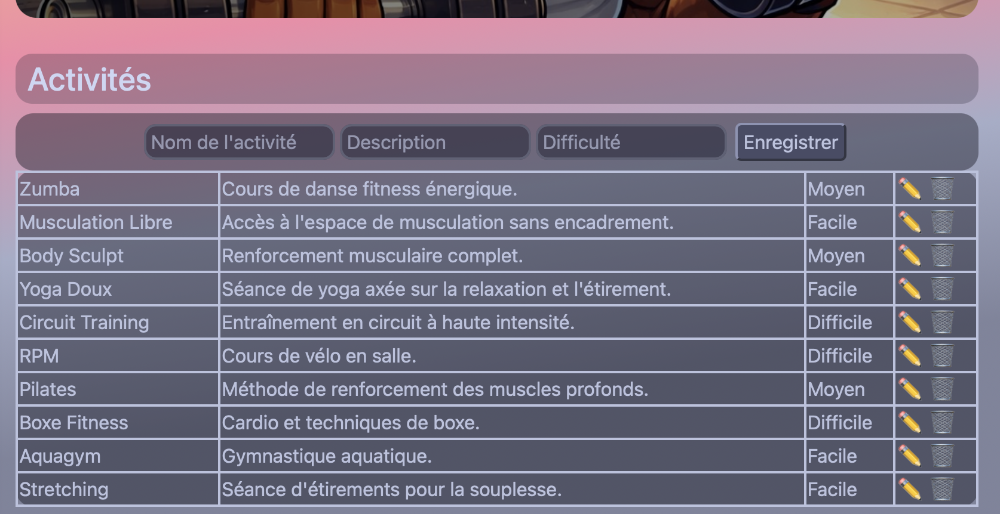 Activités
Nom de l'activité Description Difficulté Enregistrer
Zumba Cours de danse fitness énergique. Moyen
Musculation Libre Accès à l'espace de musculation sans encadrement. Facile
Body Sculpt Renforcement musculaire complet. Moyen
Yoga Doux Séance de yoga axée sur la relaxation et l'étirement. Facile
Circuit Training Entraînement en circuit à haute intensité. Difficile
RPM Cours de vélo en salle. Difficile
Pilates Méthode de renforcement des muscles profonds. Moyen
Boxe Fitness Cardio et techniques de boxe. Difficile
Aquagym Gymnastique aquatique. Facile
Stretching Séance d'étirements pour la souplesse. Facile